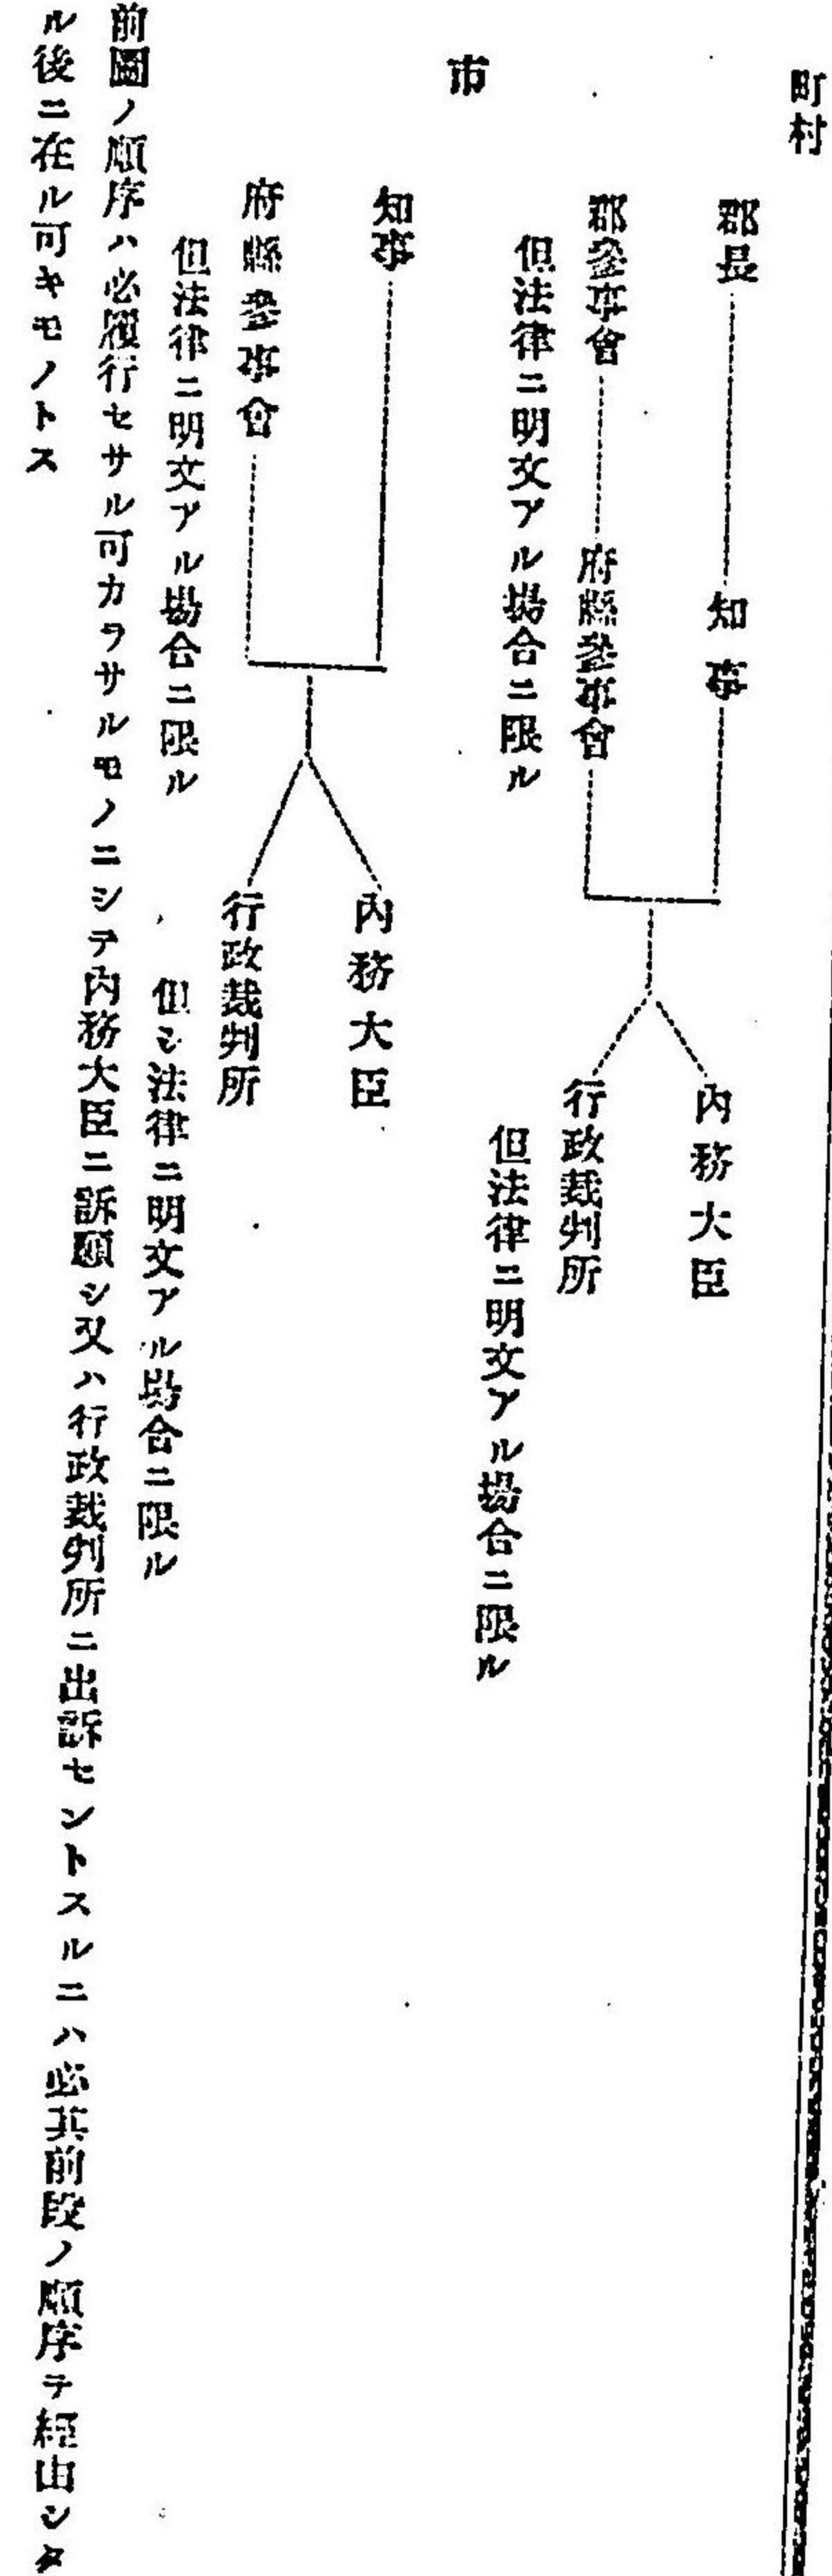 町村
郡長 知事
內務大臣
郡參事會 府縣參事會
行政裁判所
但法律ニ明文アル場合ニ限ル
但法律ニ明文アル場合ニ限ル
市
知事
內務大臣
府縣參事會
行政裁判所
但法律ニ明文アル場合ニ限ル
但シ法律ニ明文アル場合ニ限ル
前圖ノ順序ハ必履行セサル可カラサルモノニシテ內務大臣ニ訴願シ又ハ行政裁判所ニ出訴セントスルニハ必其前段ノ順序ヲ經由シタ
ル後ニ在ル可キモノトス